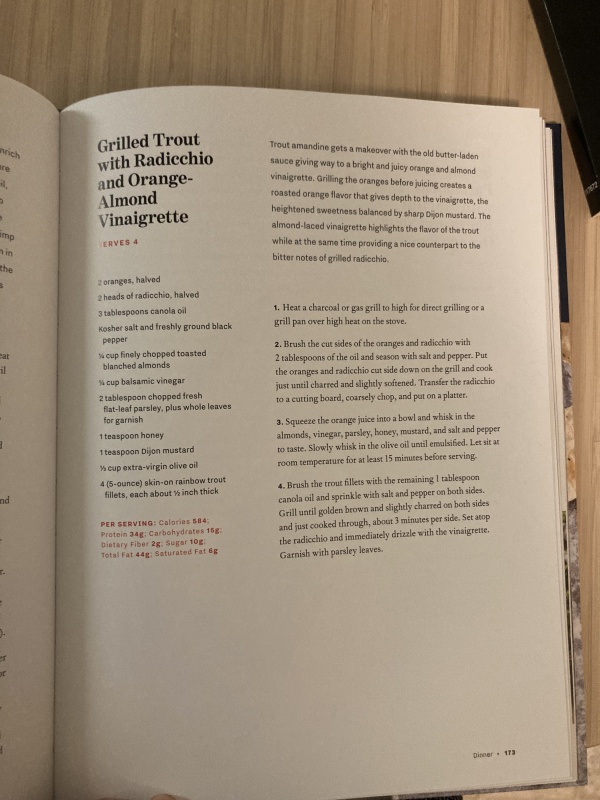 Grilled Trout
with Radicchio
and Orange-
Almond
Vinaigrette
SERVES 4
2 oranges, halved
2 heads of radicchio, halved
3 tablespoons canola oil
Kosher salt and freshly ground black
pepper
¼ cup finely chopped toasted
blanched almonds
¼ cup balsamic vinegar
2 tablespoon chopped fresh
flat-leaf parsley, plus whole leaves
for garnish
1 teaspoon honey
1 teaspoon Dijon mustard
cup extra-virgin olive oil
4 (5-ounce) skin-on rainbow trout
fillets, each about ½ inch thick
PER SERVING: Calories 584;
Protein 34g; Carbohydrates 15g;
Dietary Fiber 2g; Sugar 10g;
Total Fat 44g; Saturated Fat 6g
Trout amandine gets a makeover with the old butter-laden
sauce giving way to a bright and juicy orange and almond
vinaigrette. Grilling the oranges before juicing creates a
roasted orange flavor that gives depth to the vinaigrette, the
heightened sweetness balanced by sharp Dijon mustard. The
almond-laced vinaigrette highlights the flavor of the trout
while at the same time providing a nice counterpart to the
bitter notes of grilled radicchio.
1. Heat a charcoal or gas grill to high for direct grilling or a
grill pan over high heat on the stove.
2. Brush the cut sides of the oranges and radicchio with
2 tablespoons of the oil and season with salt and pepper. Put
the oranges and radicchio cut side down on the grill and cook
just until charred and slightly softened. Transfer the radicchio
to a cutting board, coarsely chop, and put on a platter.
3. Squeeze the orange juice into a bowl and whisk in the
almonds, vinegar, parsley, honey, mustard, and salt and pepper
to taste. Slowly whisk in the olive oil until emulsified. Let sit at
room temperature for at least 15 minutes before serving.
4. Brush the trout fillets with the remaining 1 tablespoon
canola oil and sprinkle with salt and pepper on both sides.
Grill until golden brown and slightly charred on both sides
and just cooked through, about 3 minutes per side. Set atop
the radicchio and immediately drizzle with the vinaigrette.
Garnish with parsley leaves.
Dinner • 173